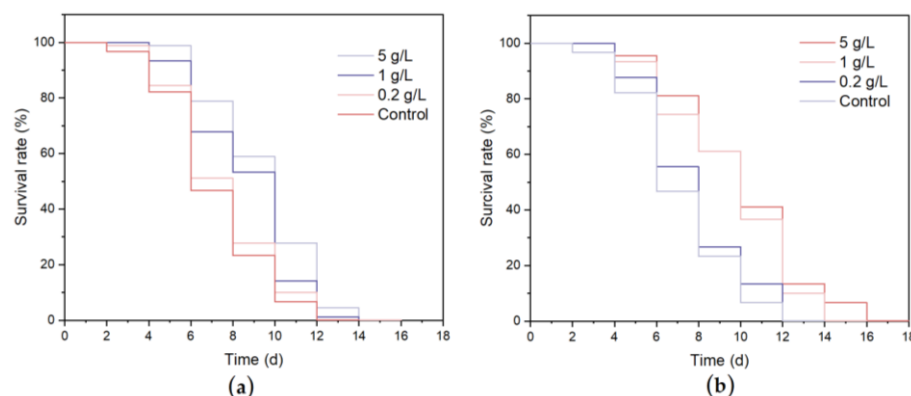 100
80
60
40
20
0
Survival rate (%)
5 g/L
1 g/L
0.2 g/L
Control
0 2 4 6 8 10 12 14 16 18
Time (d)
(a)
100
80
60
40
20
0
Surcival rate (%)
5 g/L
1 g/L
0.2 g/L
Control
0 2 4 6 8 10 12 14 16 18
Time (d)
(b)